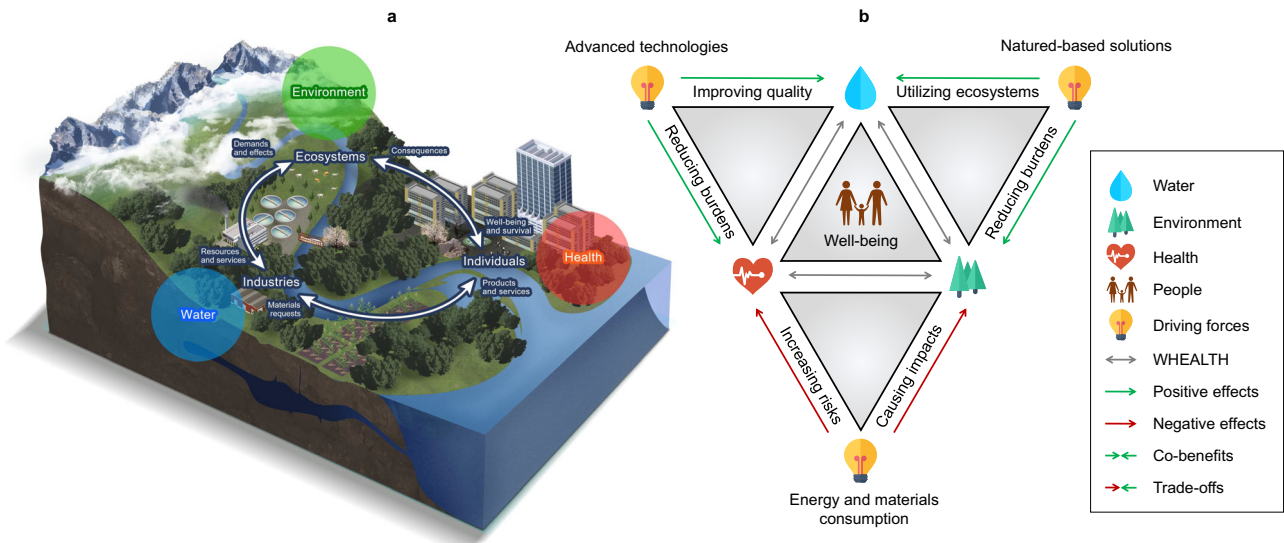 a
Environment
Demands
and effects
Ecosystems
Consequences
Well-being
and survival
Resources
and services
Individuals
Health
Industries
Products
and services
Materials
requests
Water
b
Advanced technologies
Natured-based solutions
Improving quality
Utilizing ecosystems
Reducing burdens
Reducing burdens
Well-being
Increasing risks
Causing impacts
Energy and materials
consumption
Water
Environment
Health
People
Driving forces
WHEALTH
Positive effects
Negative effects
Co-benefits
Trade-offs